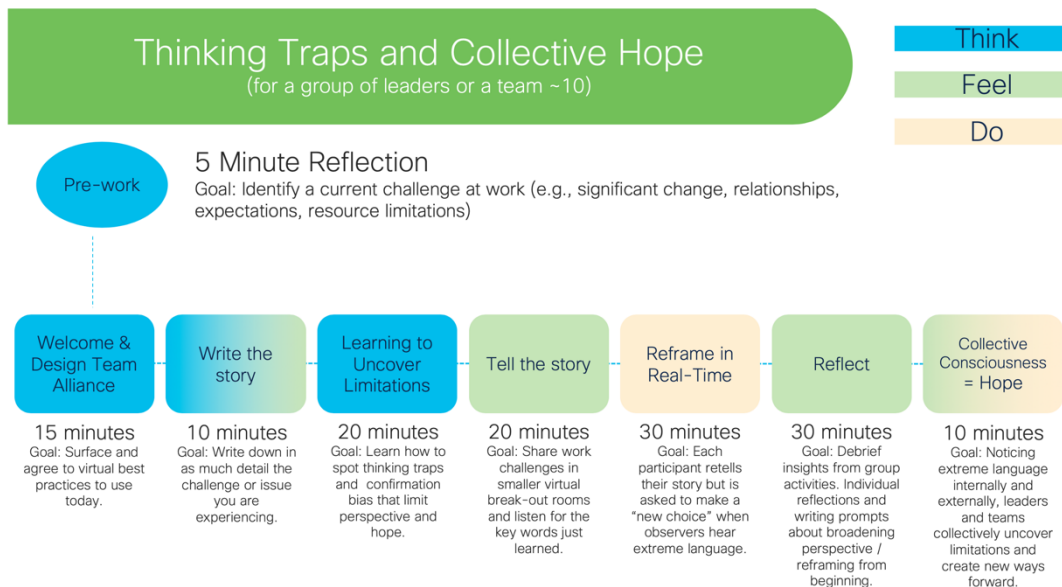 Thinking Traps and Collective Hope
(for a group of leaders or a team ~10)
Think
Feel
Do
Pre-work
5 Minute Reflection
Goal: Identify a current challenge at work (e.g., significant change, relationships,
expectations, resource limitations)
Welcome &
Design Team
Alliance
15 minutes
Goal: Surface and
agree to virtual best
practices to use
today.
Write the
story
10 minutes
Goal: Write down in
as much detail the
challenge or issue
you are
experiencing.
Learning to
Uncover
Limitations
20 minutes
Goal: Learn how to
spot thinking traps
and confirmation
bias that limit
perspective and
hope.
Tell the story
20 minutes
Goal: Share work
challenges in
smaller virtual
break-out rooms
and listen for the
key words just
learned.
Reframe in
Real-Time
30 minutes
Goal: Each
participant retells
their story but is
asked to make a
“new choice” when
observers hear
extreme language.
Reflect
30 minutes
Goal: Debrief
insights from group
activities. Individual
reflections and
writing prompts
about broadening
perspective /
reframing from
beginning.
Collective
Consciousness
= Hope
10 minutes
Goal: Noticing
extreme language
internally and
externally, leaders
and teams
collectively uncover
limitations and
create new ways
forward.